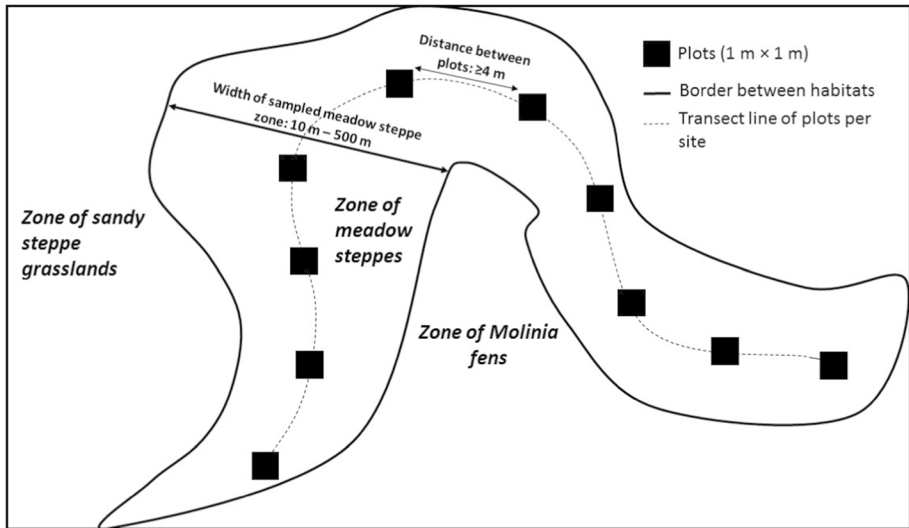 Distance between
plots: ≥4 m
Plots (1 m × 1 m)
Border between habitats
Transect line of plots per
site
Width of sampled meadow steppe
zone: 10 m – 500 m
Zone of sandy
steppe
grasslands
Zone of
meadow
steppes
Zone of Molinia
fens